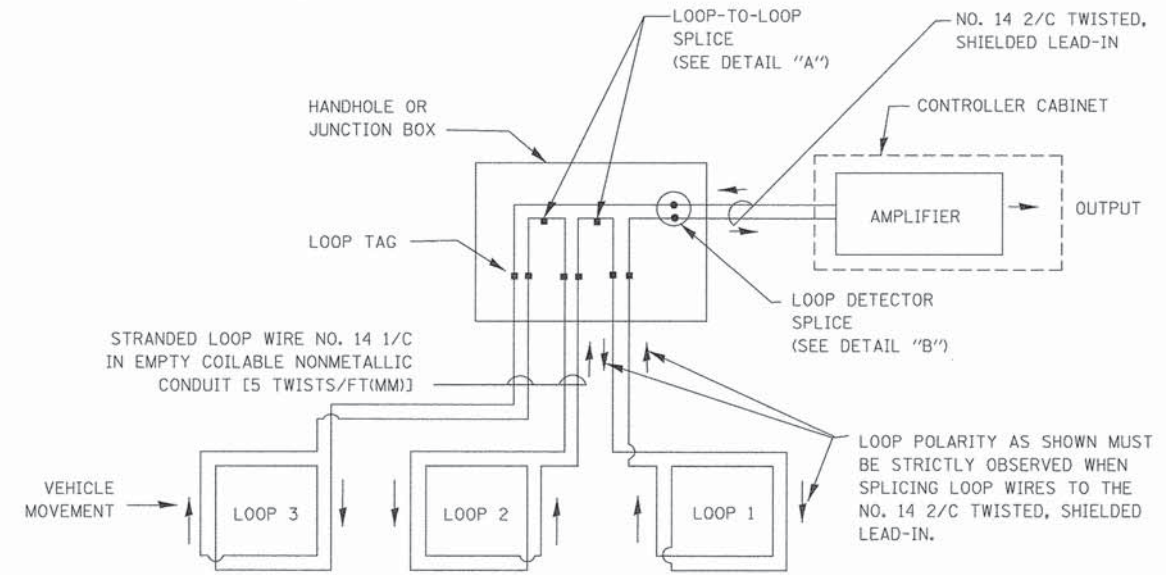 LOOP-TO-LOOP
SPLICE
(SEE DETAIL "A")
NO. 14 2/C TWISTED,
SHIELDED LEAD-IN
HANDHOLE OR
JUNCTION BOX
CONTROLLER CABINET
AMPLIFIER
OUTPUT
LOOP TAG
LOOP DETECTOR
SPLICE
(SEE DETAIL "B")
STRANDED LOOP WIRE NO. 14 1/C
IN EMPTY COILABLE NONMETALLIC
CONDUIT [5 TWISTS/FT(MM)]
LOOP POLARITY AS SHOWN MUST
BE STRICTLY OBSERVED WHEN
SPLICING LOOP WIRES TO THE
NO. 14 2/C TWISTED, SHIELDED
LEAD-IN.
VEHICLE
MOVEMENT
LOOP 3
LOOP 2
LOOP 1